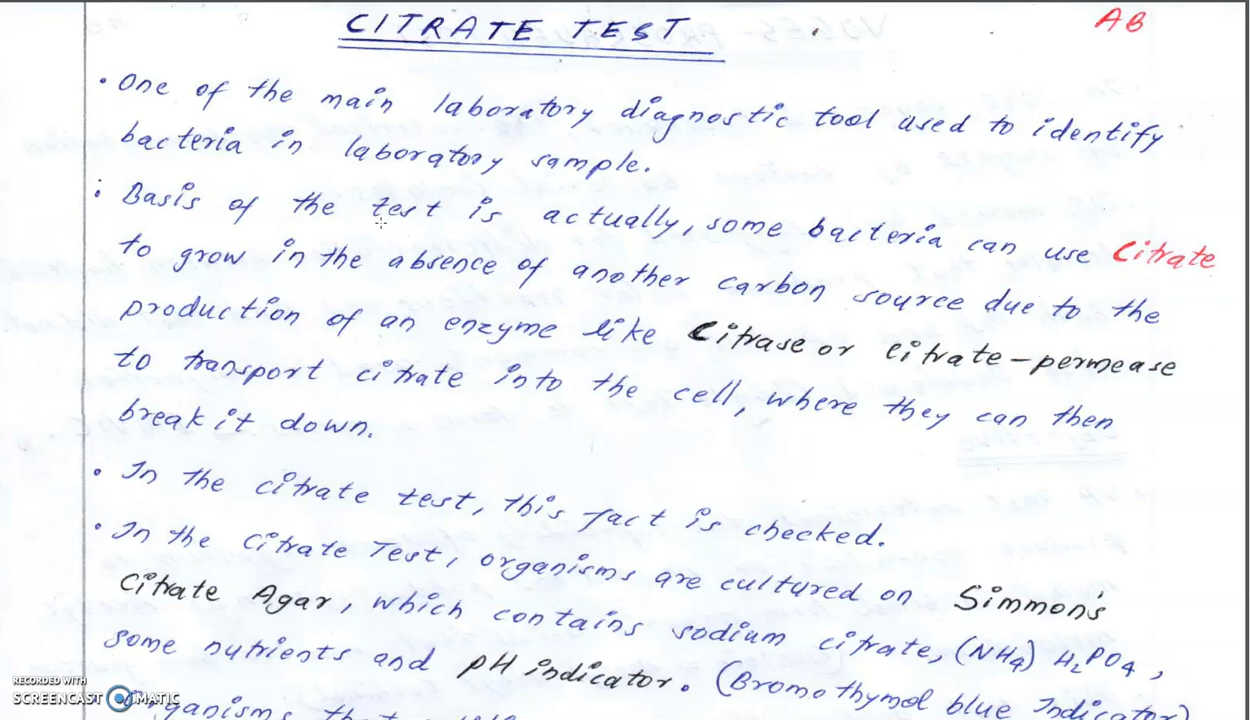 CITRATE TEST
AB
• One of the main laboratory diagnostic tool used to identify
bacteria in laboratory sample.
• Basis of the test is actually, some bacteria can use Citrate
to grow in the absence of another carbon source due to the
production of an enzyme like Citrase or Citrate-permease
to transport citrate into the cell, where they can then
break it down.
• In the citrate test, this fact is checked.
• In the Citrate Test, organisms are cultured on Simmon's
Citrate Agar, which contains sodium citrate, (NH4) H2PO4,
some nutrients and pH indicator. (Bromothymol blue Indicator)
organisms that
RECORDED WITH
SCREENCAST MATIC